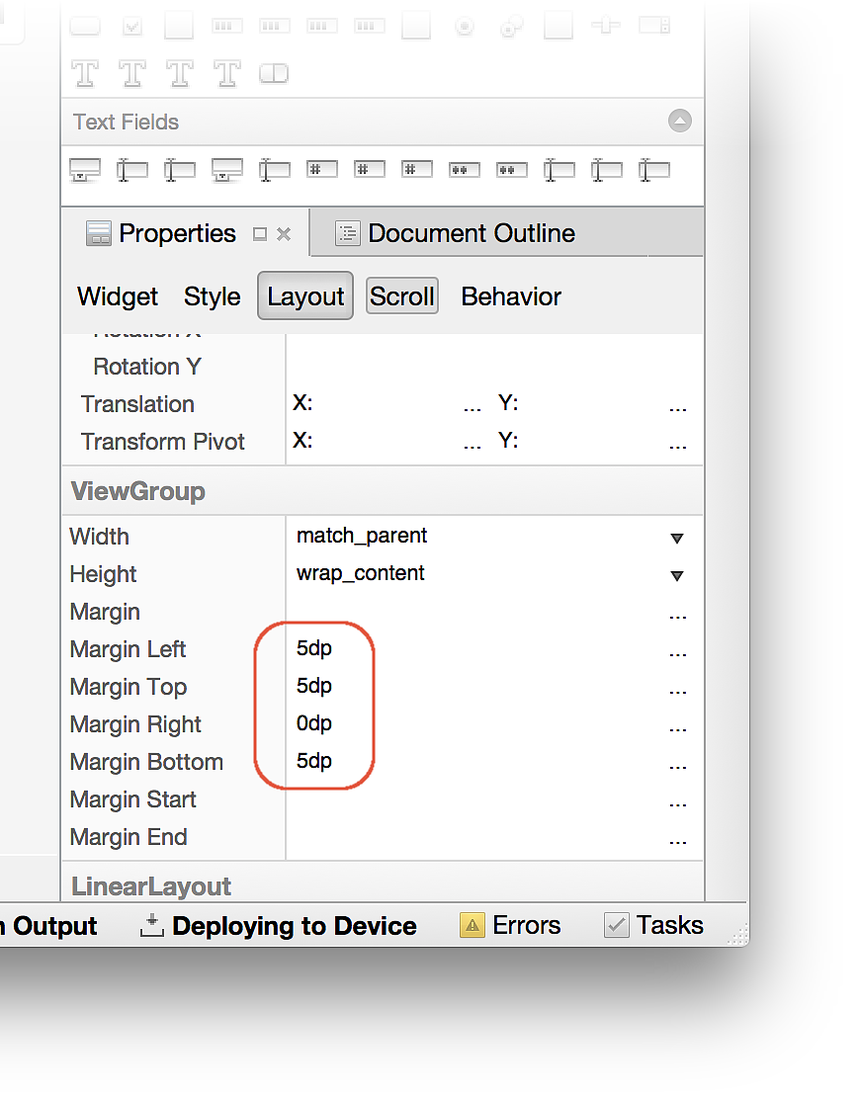 Text Fields
Properties Document Outline
Widget Style Layout Scroll Behavior
Rotation X
Rotation Y
Translation X: ... Y: ...
Transform Pivot X: ... Y: ...
ViewGroup
Width match_parent
Height wrap_content
Margin ...
Margin Left 5dp ...
Margin Top 5dp ...
Margin Right 0dp ...
Margin Bottom 5dp ...
Margin Start ...
Margin End ...
LinearLayout
Output Deploying to Device Errors Tasks